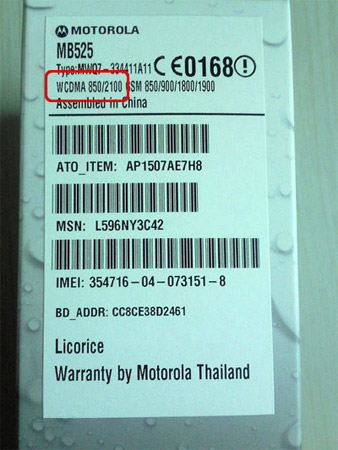 MOTOROLA
MB525
Type:MWQ7-334411A11 CE0168
WCDMA 850/2100 GSM 850/900/1800/1900
Assembled in China
ATO_ITEM: AP1507AE7H8
MSN: L596NY3C42
IMEI: 354716-04-073151-8
BD_ADDR: CC8CE38D2461
Licorice
Warranty by Motorola Thailand